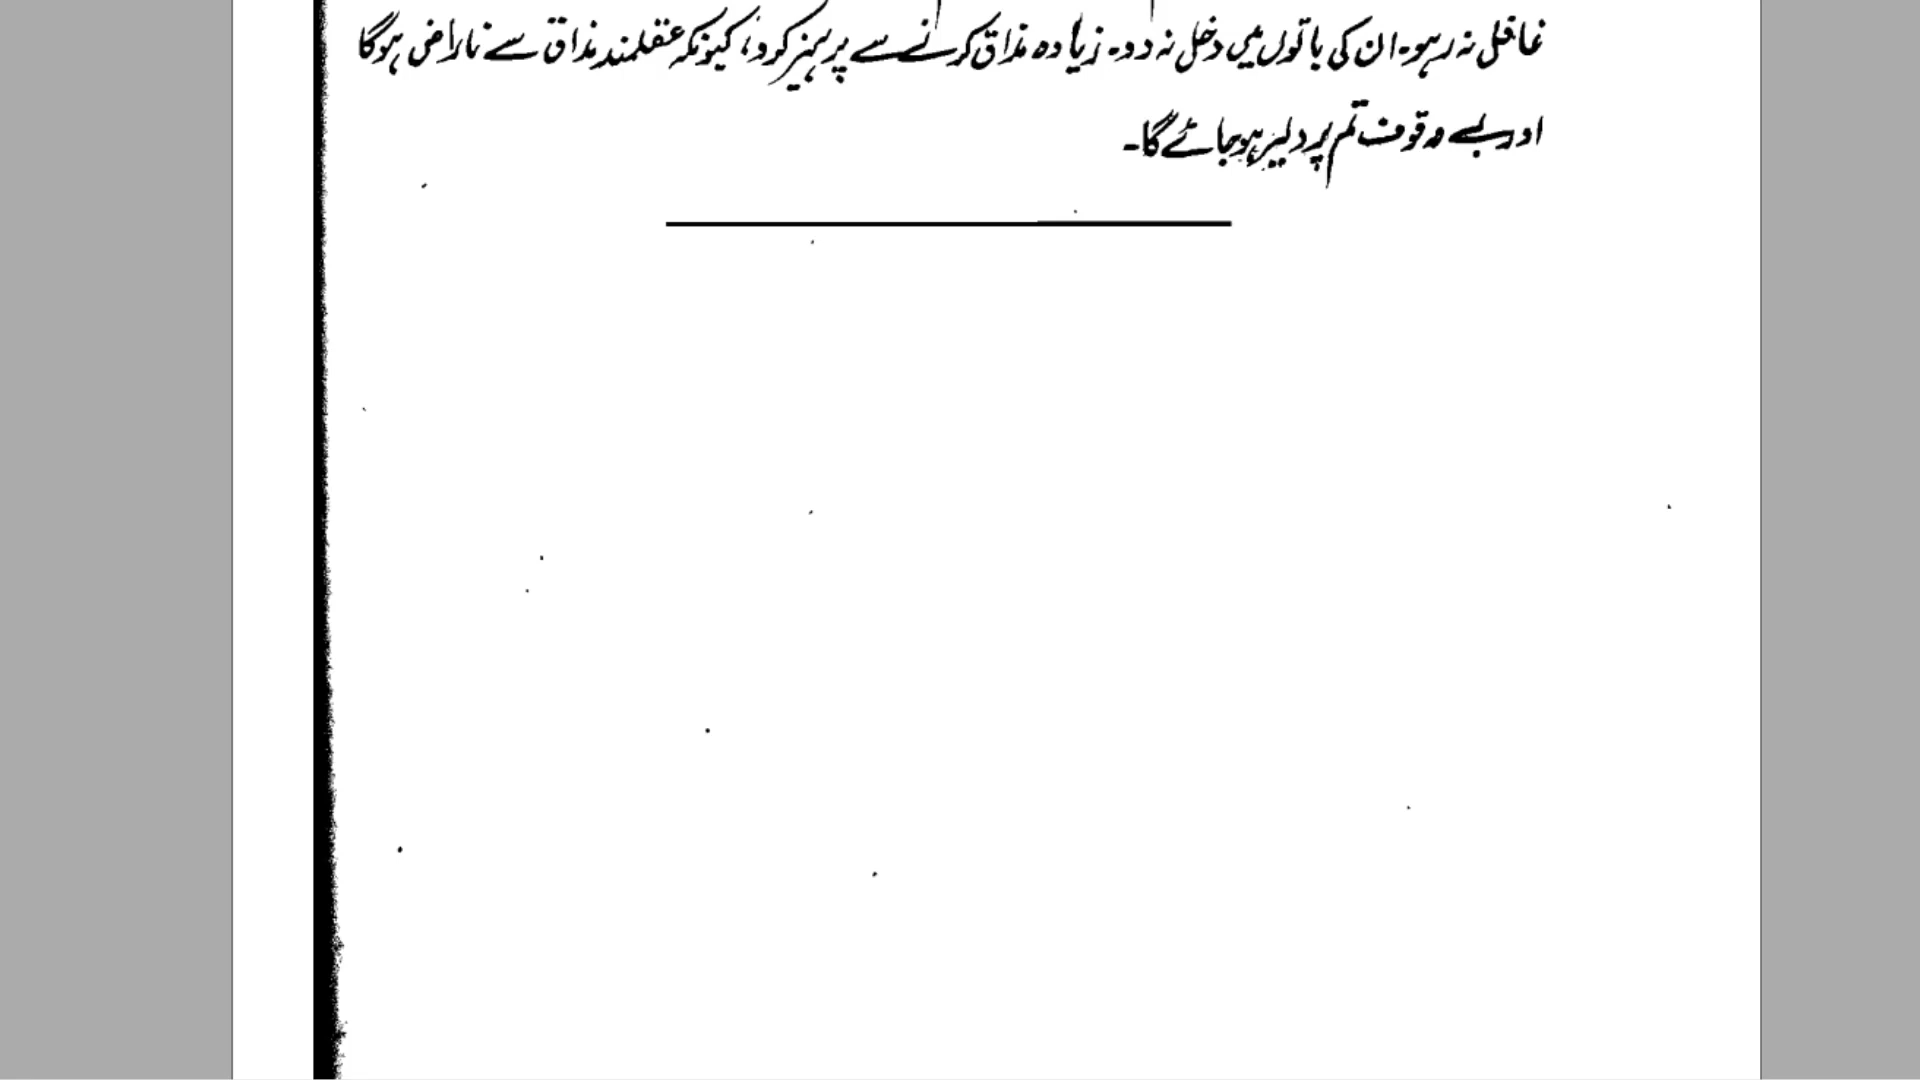 غافل نہ رہو۔ ان کی باتوں میں دخل نہ دو۔ زیادہ مذاق کرنے سے پرہیز کرو، کیونکہ عقلمند مذاق سے ناراض ہوگا
اور بے وقوف تم پر دلیر ہو جائے گا۔